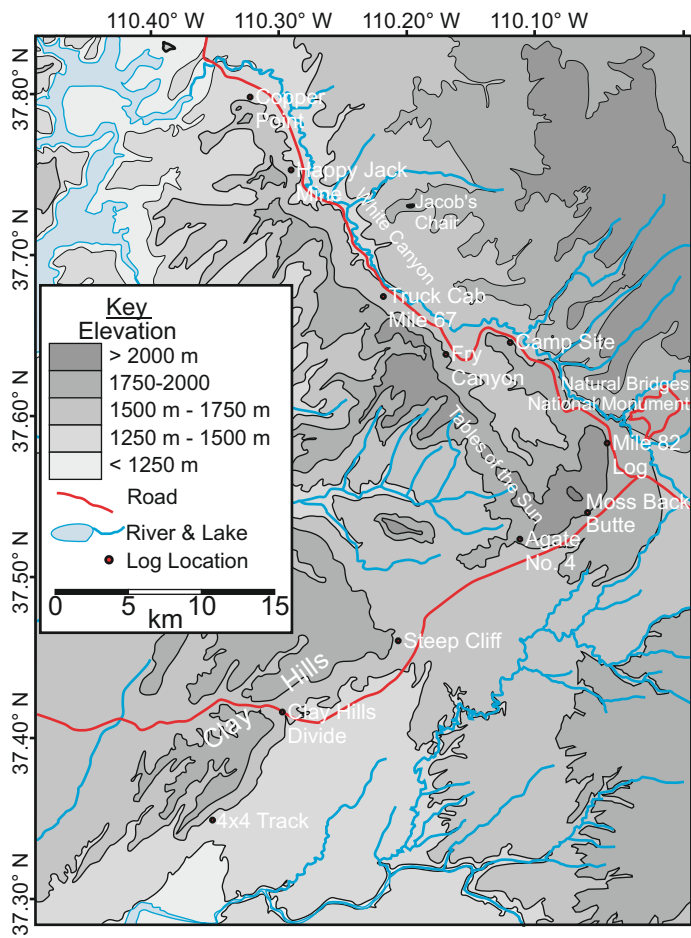 110.40° W 110.30° W 110.20° W 110.10° W
37.80° N
37.70° N
37.60° N
37.50° N
37.40° N
37.30° N
Copper
Point
Happy Jack
Mine
Jacob's
Chair
White Canyon
Truck Cab
Mile 67
Fry
Canyon
Camp Site
Natural Bridges
National Monument
Mile 82
Log
Tables of the Sun
Moss Back
Butte
Agate
No. 4
Steep Cliff
Clay Hills
Clay Hills
Divide
4x4 Track
Key
Elevation
> 2000 m
1750-2000
1500 m - 1750 m
1250 m - 1500 m
< 1250 m
Road
River & Lake
Log Location
0 5 10 15
km